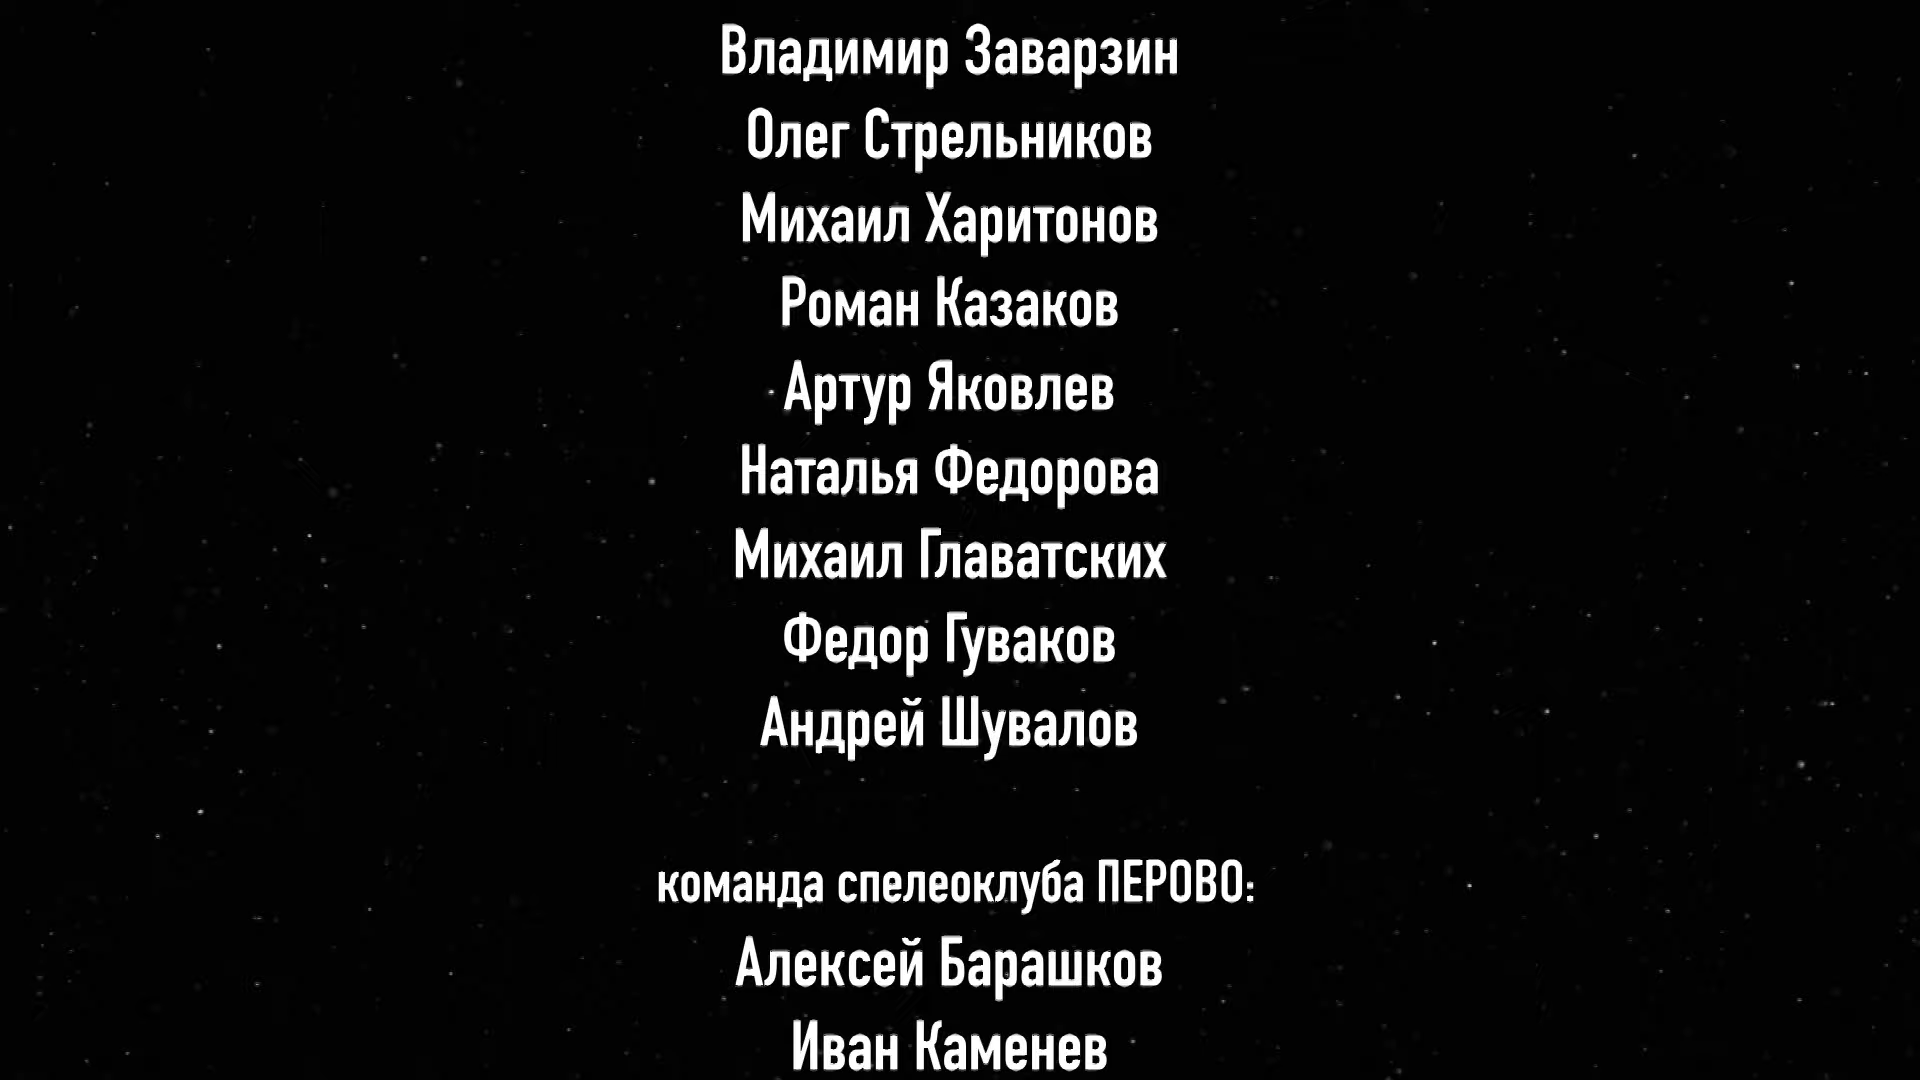 Владимир Заварзин
Олег Стрельников
Михаил Харитонов
Роман Казаков
Артур Яковлев
Наталья Федорова
Михаил Главатских
Федор Гуваков
Андрей Шувалов
команда спелеоклуба ПЕРОВО:
Алексей Барашков
Иван Каменев